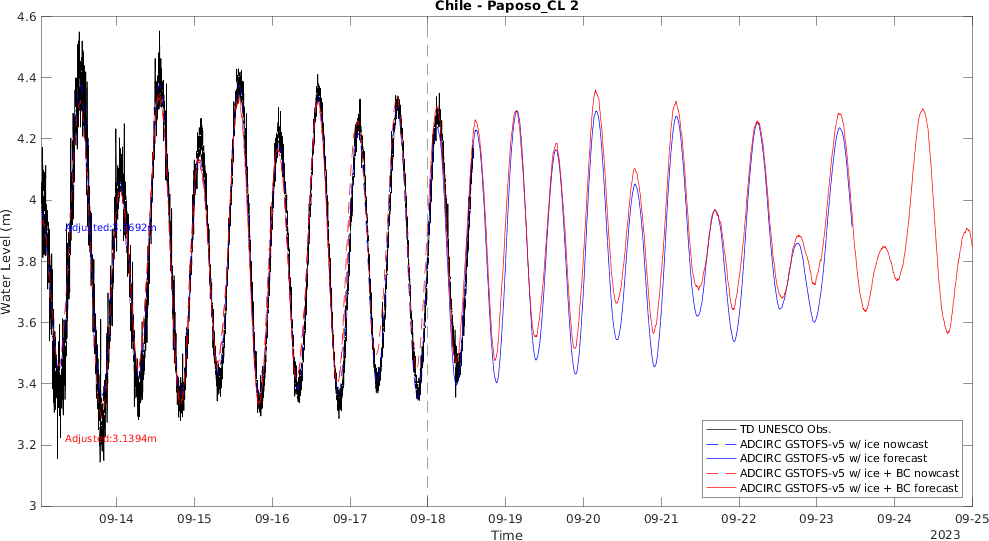 Chile - Paposo_CL 2
Water Level (m)
4.6
4.4
4.2
4
3.8
3.6
3.4
3.2
3
Adjusted:3.1394m
TD UNESCO Obs.
ADCIRC GSTOFS-v5 w/ ice nowcast
ADCIRC GSTOFS-v5 w/ ice forecast
ADCIRC GSTOFS-v5 w/ ice + BC nowcast
ADCIRC GSTOFS-v5 w/ ice + BC forecast
09-14 09-15 09-16 09-17 09-18 09-19 09-20 09-21 09-22 09-23 09-24 09-25
Time
2023